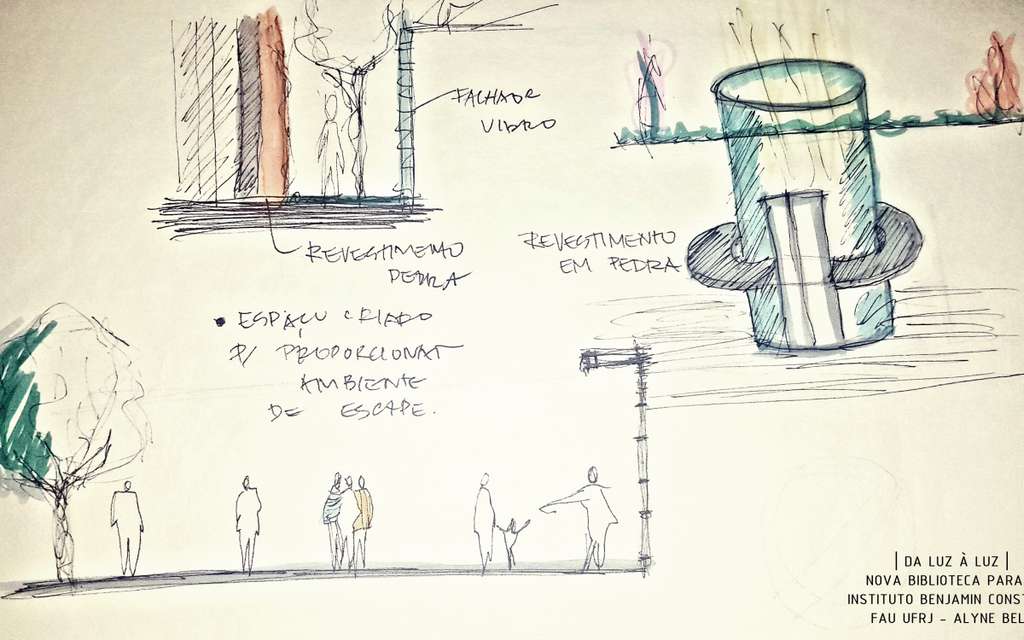 FACHADA
VIDRO
REVESTIMENTO
PEDRA
REVESTIMENTO
EM PEDRA
• ESPAÇO CRIADO
P/ PROPORCIONAR
AMBIENTE
DE ESCAPE.
| DA LUZ À LUZ |
NOVA BIBLIOTECA PARA
INSTITUTO BENJAMIN CONST
FAU UFRJ - ALYNE BEL